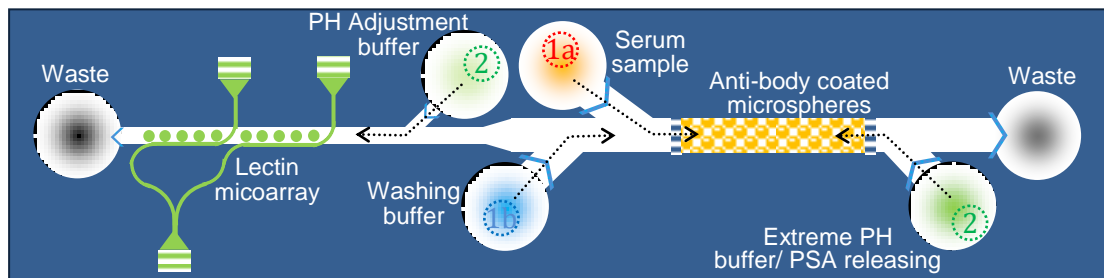 Waste
PH Adjustment
buffer
2
1a
Serum
sample
Anti-body coated
microspheres
Waste
Lectin
micoarray
Washing
buffer
1b
Extreme PH
buffer/ PSA releasing
2